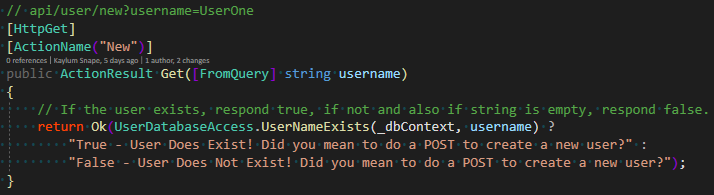 // api/user/new?username=UserOne
[HttpGet]
[ActionName("New")]
0 references | Kaylum Snape, 5 days ago | 1 author, 2 changes
public ActionResult Get([FromQuery] string username)
{
// If the user exists, respond true, if not and also if string is empty, respond false.
return Ok(UserDatabaseAccess.UserNameExists(_dbContext, username) ?
"True - User Does Exist! Did you mean to do a POST to create a new user?" :
"False - User Does Not Exist! Did you mean to do a POST to create a new user?");
}